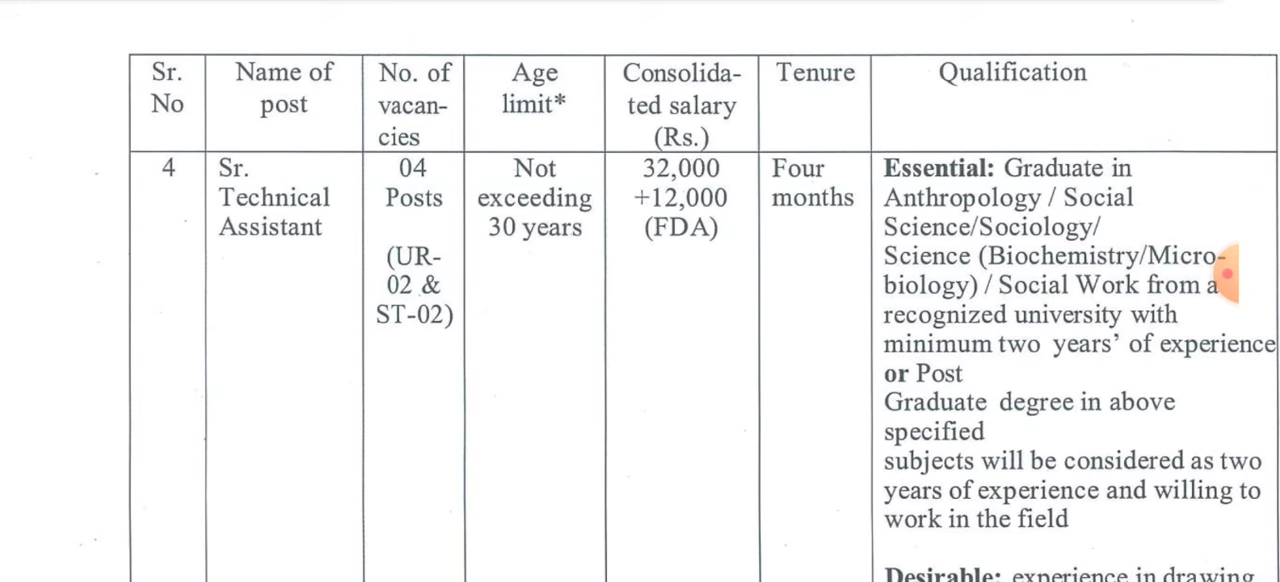 Sr. No
Name of post
No. of vacan-cies
Age limit*
Consolida-ted salary (Rs.)
Tenure
Qualification
4
Sr.
Technical
Assistant
04
Posts
(UR-
02 &
ST-02)
Not
exceeding
30 years
32,000
+12,000
(FDA)
Four
months
Essential: Graduate in
Anthropology / Social
Science/Sociology/
Science (Biochemistry/Micro-
biology) / Social Work from a
recognized university with
minimum two years’ of experience
or Post
Graduate degree in above
specified
subjects will be considered as two
years of experience and willing to
work in the field
Desirable: experience in drawing